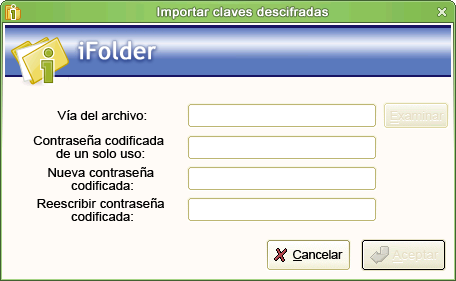 Importar claves descifradas
iFolder
Vía del archivo:
Examinar
Contraseña codificada
de un solo uso:
Nueva contraseña
codificada:
Reescribir contraseña
codificada:
Cancelar
Aceptar